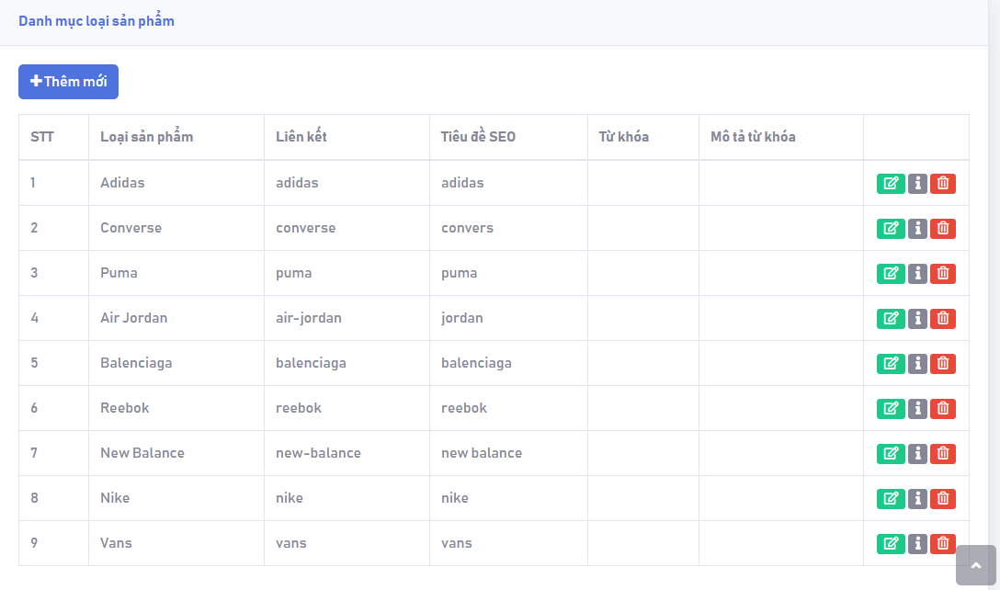 Danh mục loại sản phẩm
Thêm mới
STT Loại sản phẩm Liên kết Tiêu đề SEO Từ khóa Mô tả từ khóa
1 Adidas adidas adidas
2 Converse converse convers
3 Puma puma puma
4 Air Jordan air-jordan jordan
5 Balenciaga balenciaga balenciaga
6 Reebok reebok reebok
7 New Balance new-balance new balance
8 Nike nike nike
9 Vans vans vans